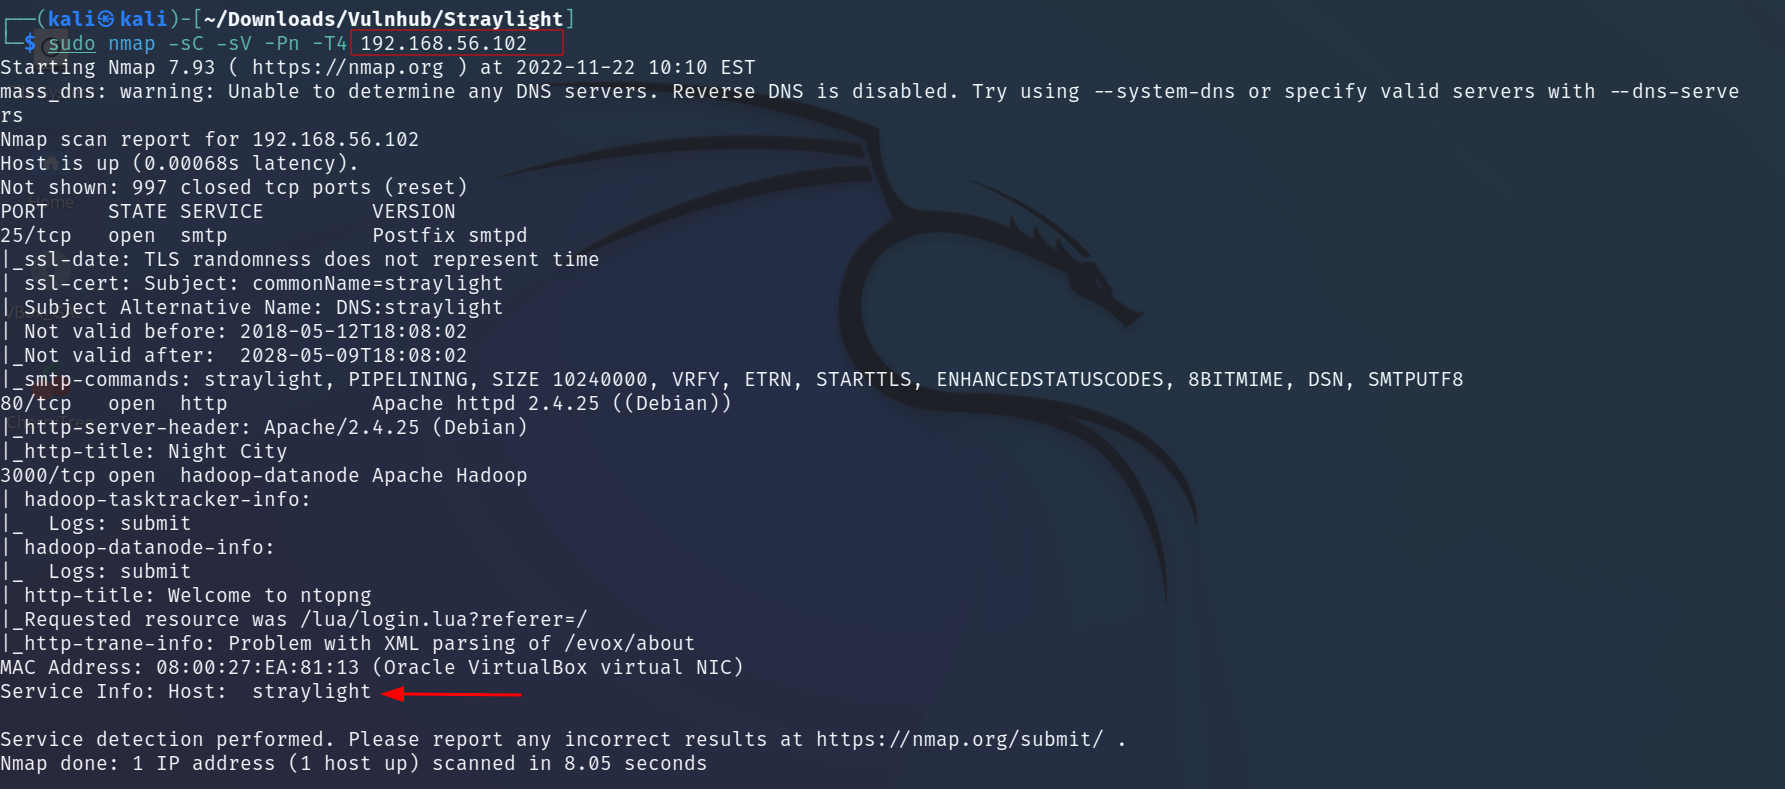 ┌──(kali㉿kali)-[~/Downloads/Vulnhub/Straylight]
└─$ sudo nmap -sC -sV -Pn -T4 192.168.56.102
Starting Nmap 7.93 ( https://nmap.org ) at 2022-11-22 10:10 EST
mass_dns: warning: Unable to determine any DNS servers. Reverse DNS is disabled. Try using --system-dns or specify valid servers with --dns-serve
rs
Nmap scan report for 192.168.56.102
Host is up (0.00068s latency).
Not shown: 997 closed tcp ports (reset)
Home
PORT     STATE SERVICE         VERSION
25/tcp   open  smtp            Postfix smtpd
|_ssl-date: TLS randomness does not represent time
| ssl-cert: Subject: commonName=straylight
| Subject Alternative Name: DNS:straylight
| Not valid before: 2018-05-12T18:08:02
|_Not valid after:  2028-05-09T18:08:02
|_smtp-commands: straylight, PIPELINING, SIZE 10240000, VRFY, ETRN, STARTTLS, ENHANCEDSTATUSCODES, 8BITMIME, DSN, SMTPUTF8
80/tcp   open  http            Apache httpd 2.4.25 ((Debian))
|_http-server-header: Apache/2.4.25 (Debian)
|_http-title: Night City
3000/tcp open  hadoop-datanode Apache Hadoop
| hadoop-tasktracker-info:
|_  Logs: submit
| hadoop-datanode-info:
|_  Logs: submit
| http-title: Welcome to ntopng
|_Requested resource was /lua/login.lua?referer=/
|_http-trane-info: Problem with XML parsing of /evox/about
MAC Address: 08:00:27:EA:81:13 (Oracle VirtualBox virtual NIC)
Service Info: Host:  straylight
Service detection performed. Please report any incorrect results at https://nmap.org/submit/ .
Nmap done: 1 IP address (1 host up) scanned in 8.05 seconds